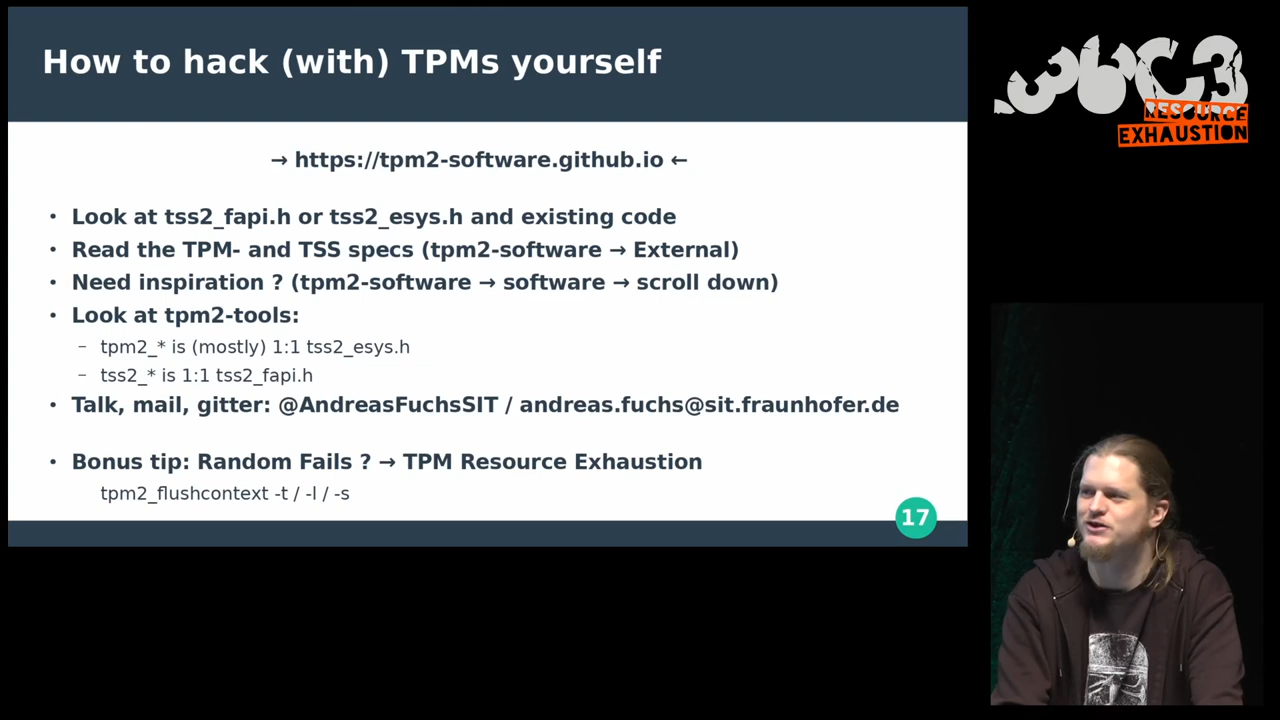 How to hack (with) TPMs yourself
→ https://tpm2-software.github.io ←
• Look at tss2_fapi.h or tss2_esys.h and existing code
• Read the TPM- and TSS specs (tpm2-software → External)
• Need inspiration ? (tpm2-software → software → scroll down)
• Look at tpm2-tools:
– tpm2_* is (mostly) 1:1 tss2_esys.h
– tss2_* is 1:1 tss2_fapi.h
• Talk, mail, gitter: @AndreasFuchsSIT / andreas.fuchs@sit.fraunhofer.de
• Bonus tip: Random Fails ? → TPM Resource Exhaustion
tpm2_flushcontext -t / -l / -s
17
36C3
RESOURCE
EXHAUSTION